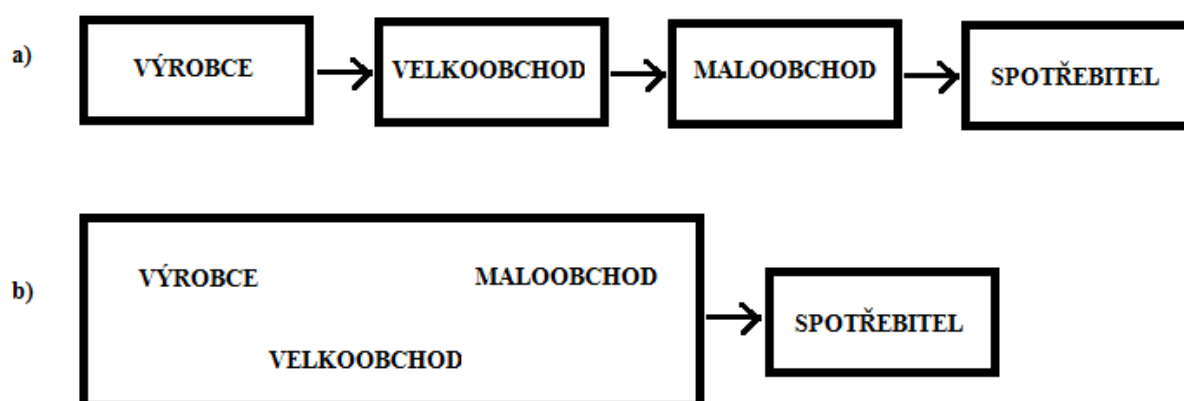 a) VÝROBCE VELKOOBCHOD MALOOBCHOD SPOTŘEBITEL
b) VÝROBCE MALOOBCHOD
SPOTŘEBITEL
VELKOOBCHOD